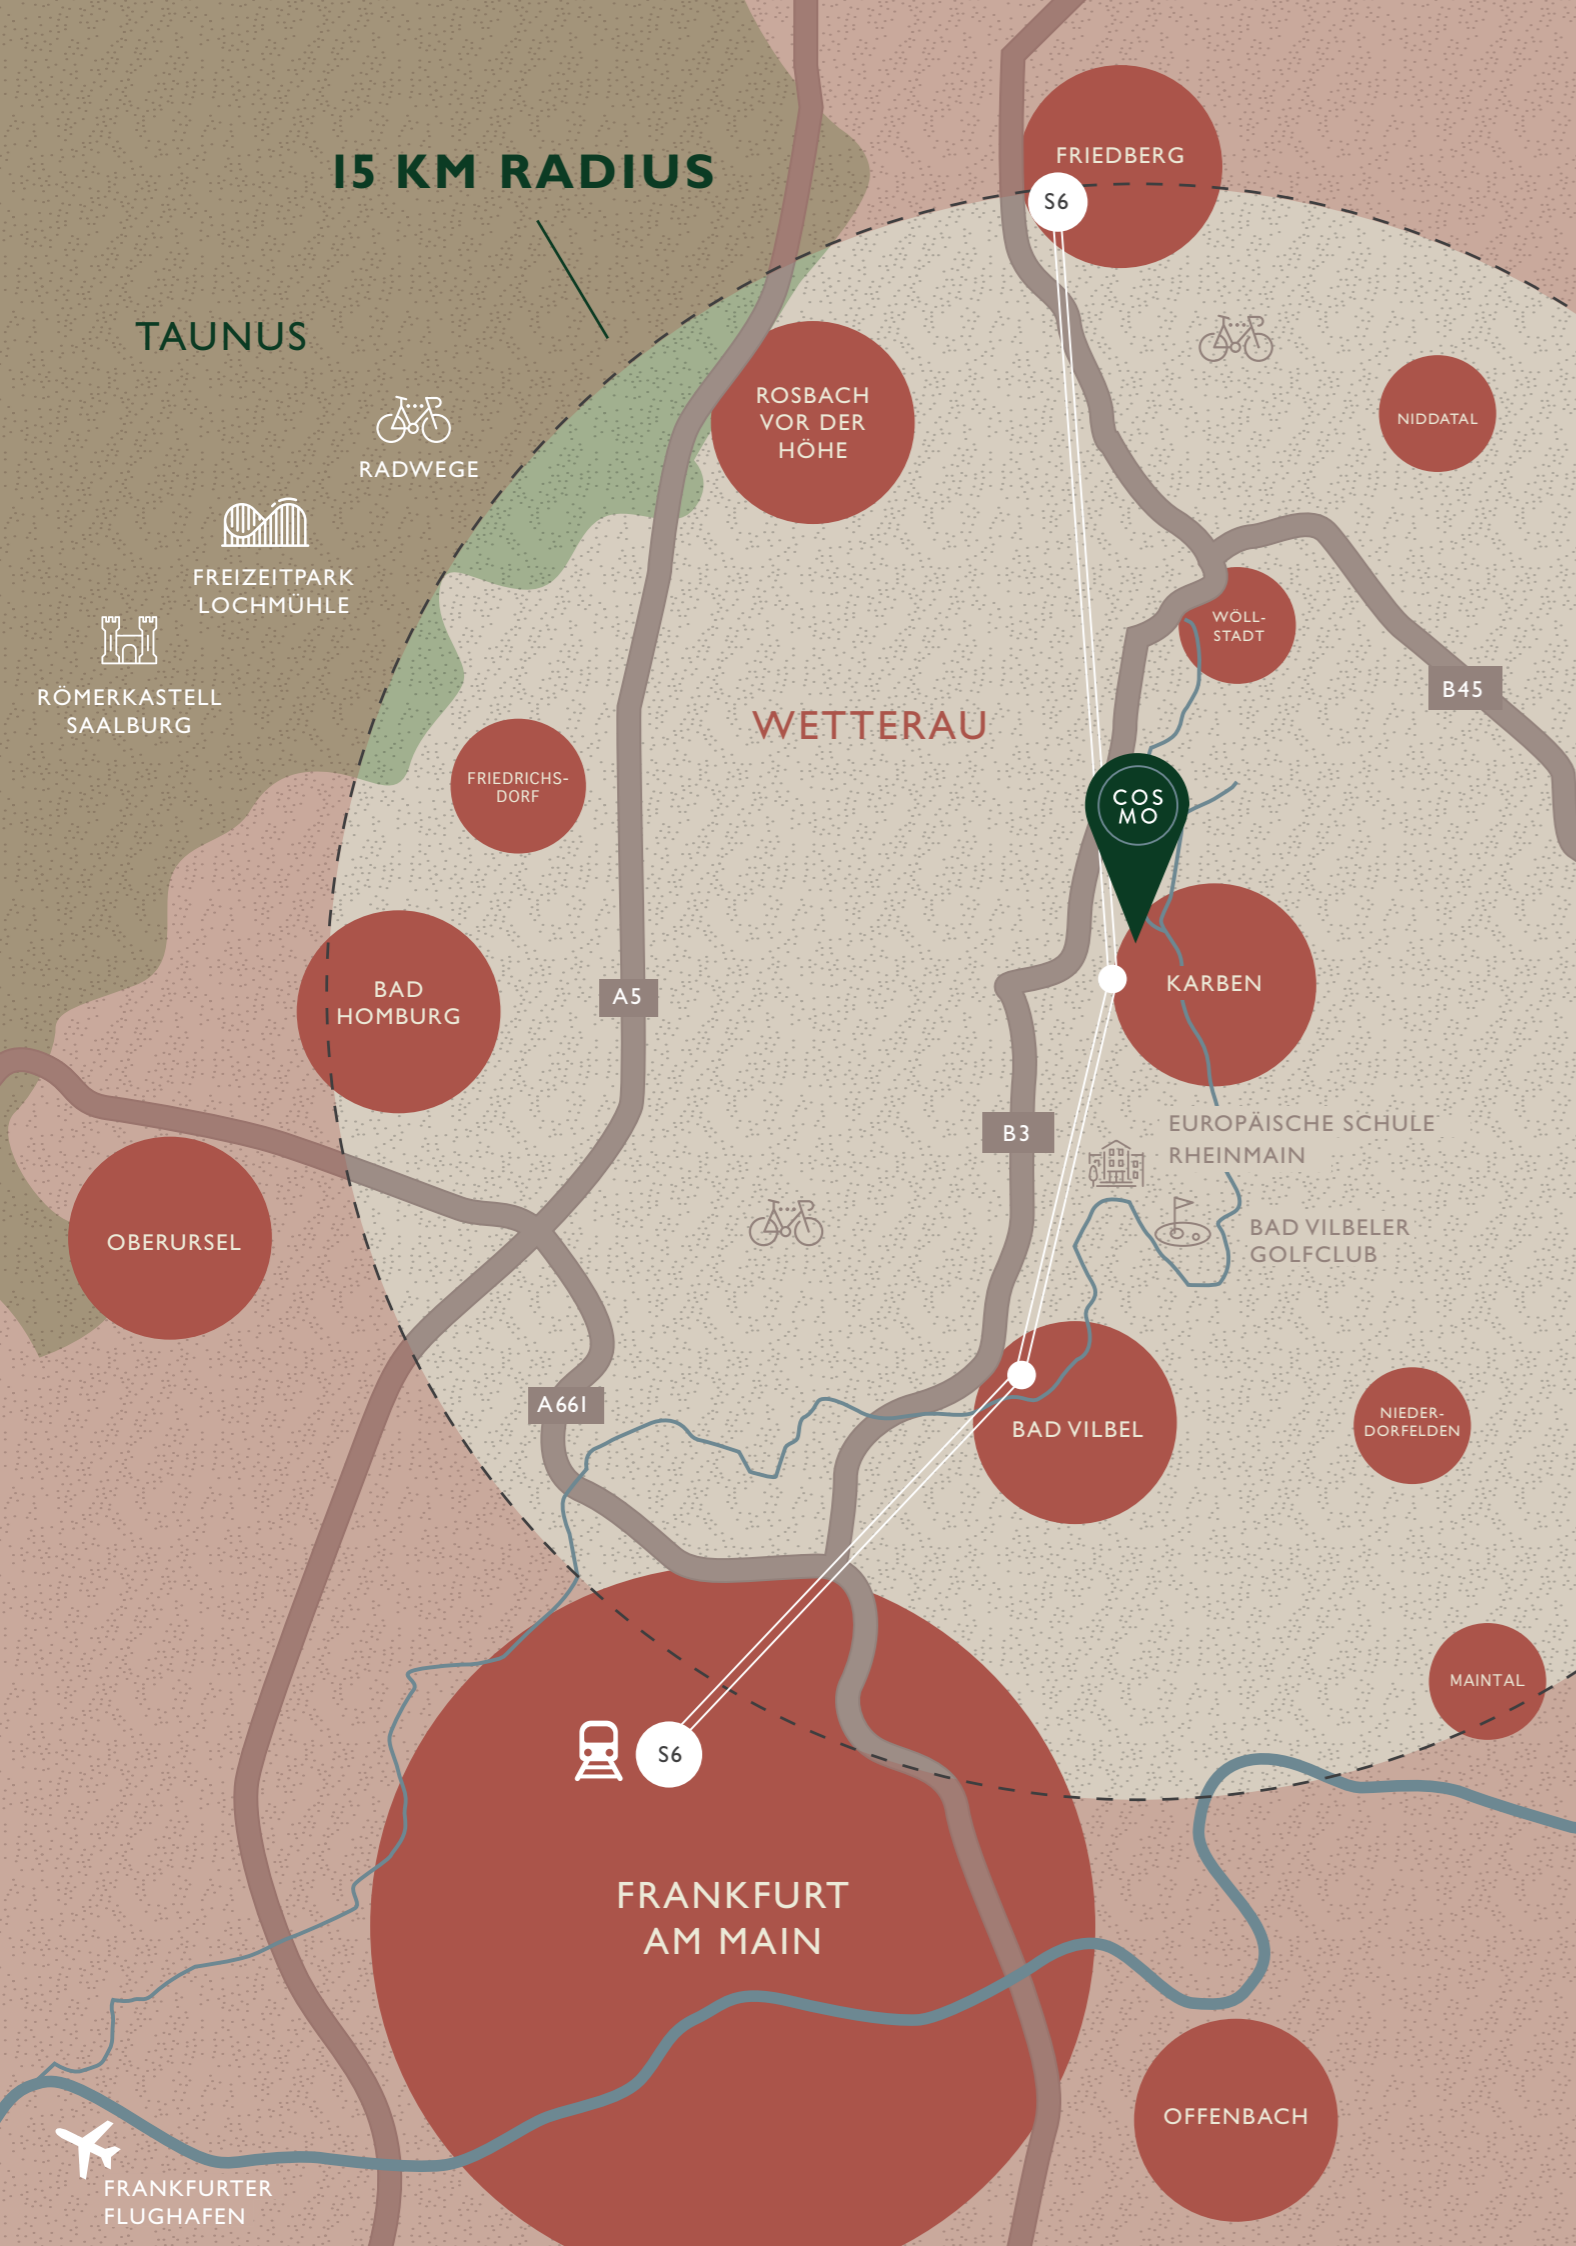 FRIEDBERG
15 KM RADIUS
S6
TAUNUS
ROSBACH
VOR DER
HÖHE
NIDDATAL
RADWEGE
FREIZEITPARK
LOCHMÜHLE
WÖLL-
STADT
RÖMERKASTELL
SAALBURG
B45
WETTERAU
FRIEDRICHS-
DORF
COS
MO
BAD
HOMBURG
A5
KARBEN
B3
EUROPÄISCHE SCHULE
RHEINMAIN
OBERURSEL
BAD VILBELER
GOLFCLUB
A661
BAD VILBEL
NIEDER-
DORFELDEN
MAINTAL
S6
FRANKFURT
AM MAIN
OFFENBACH
FRANKFURTER
FLUGHAFEN